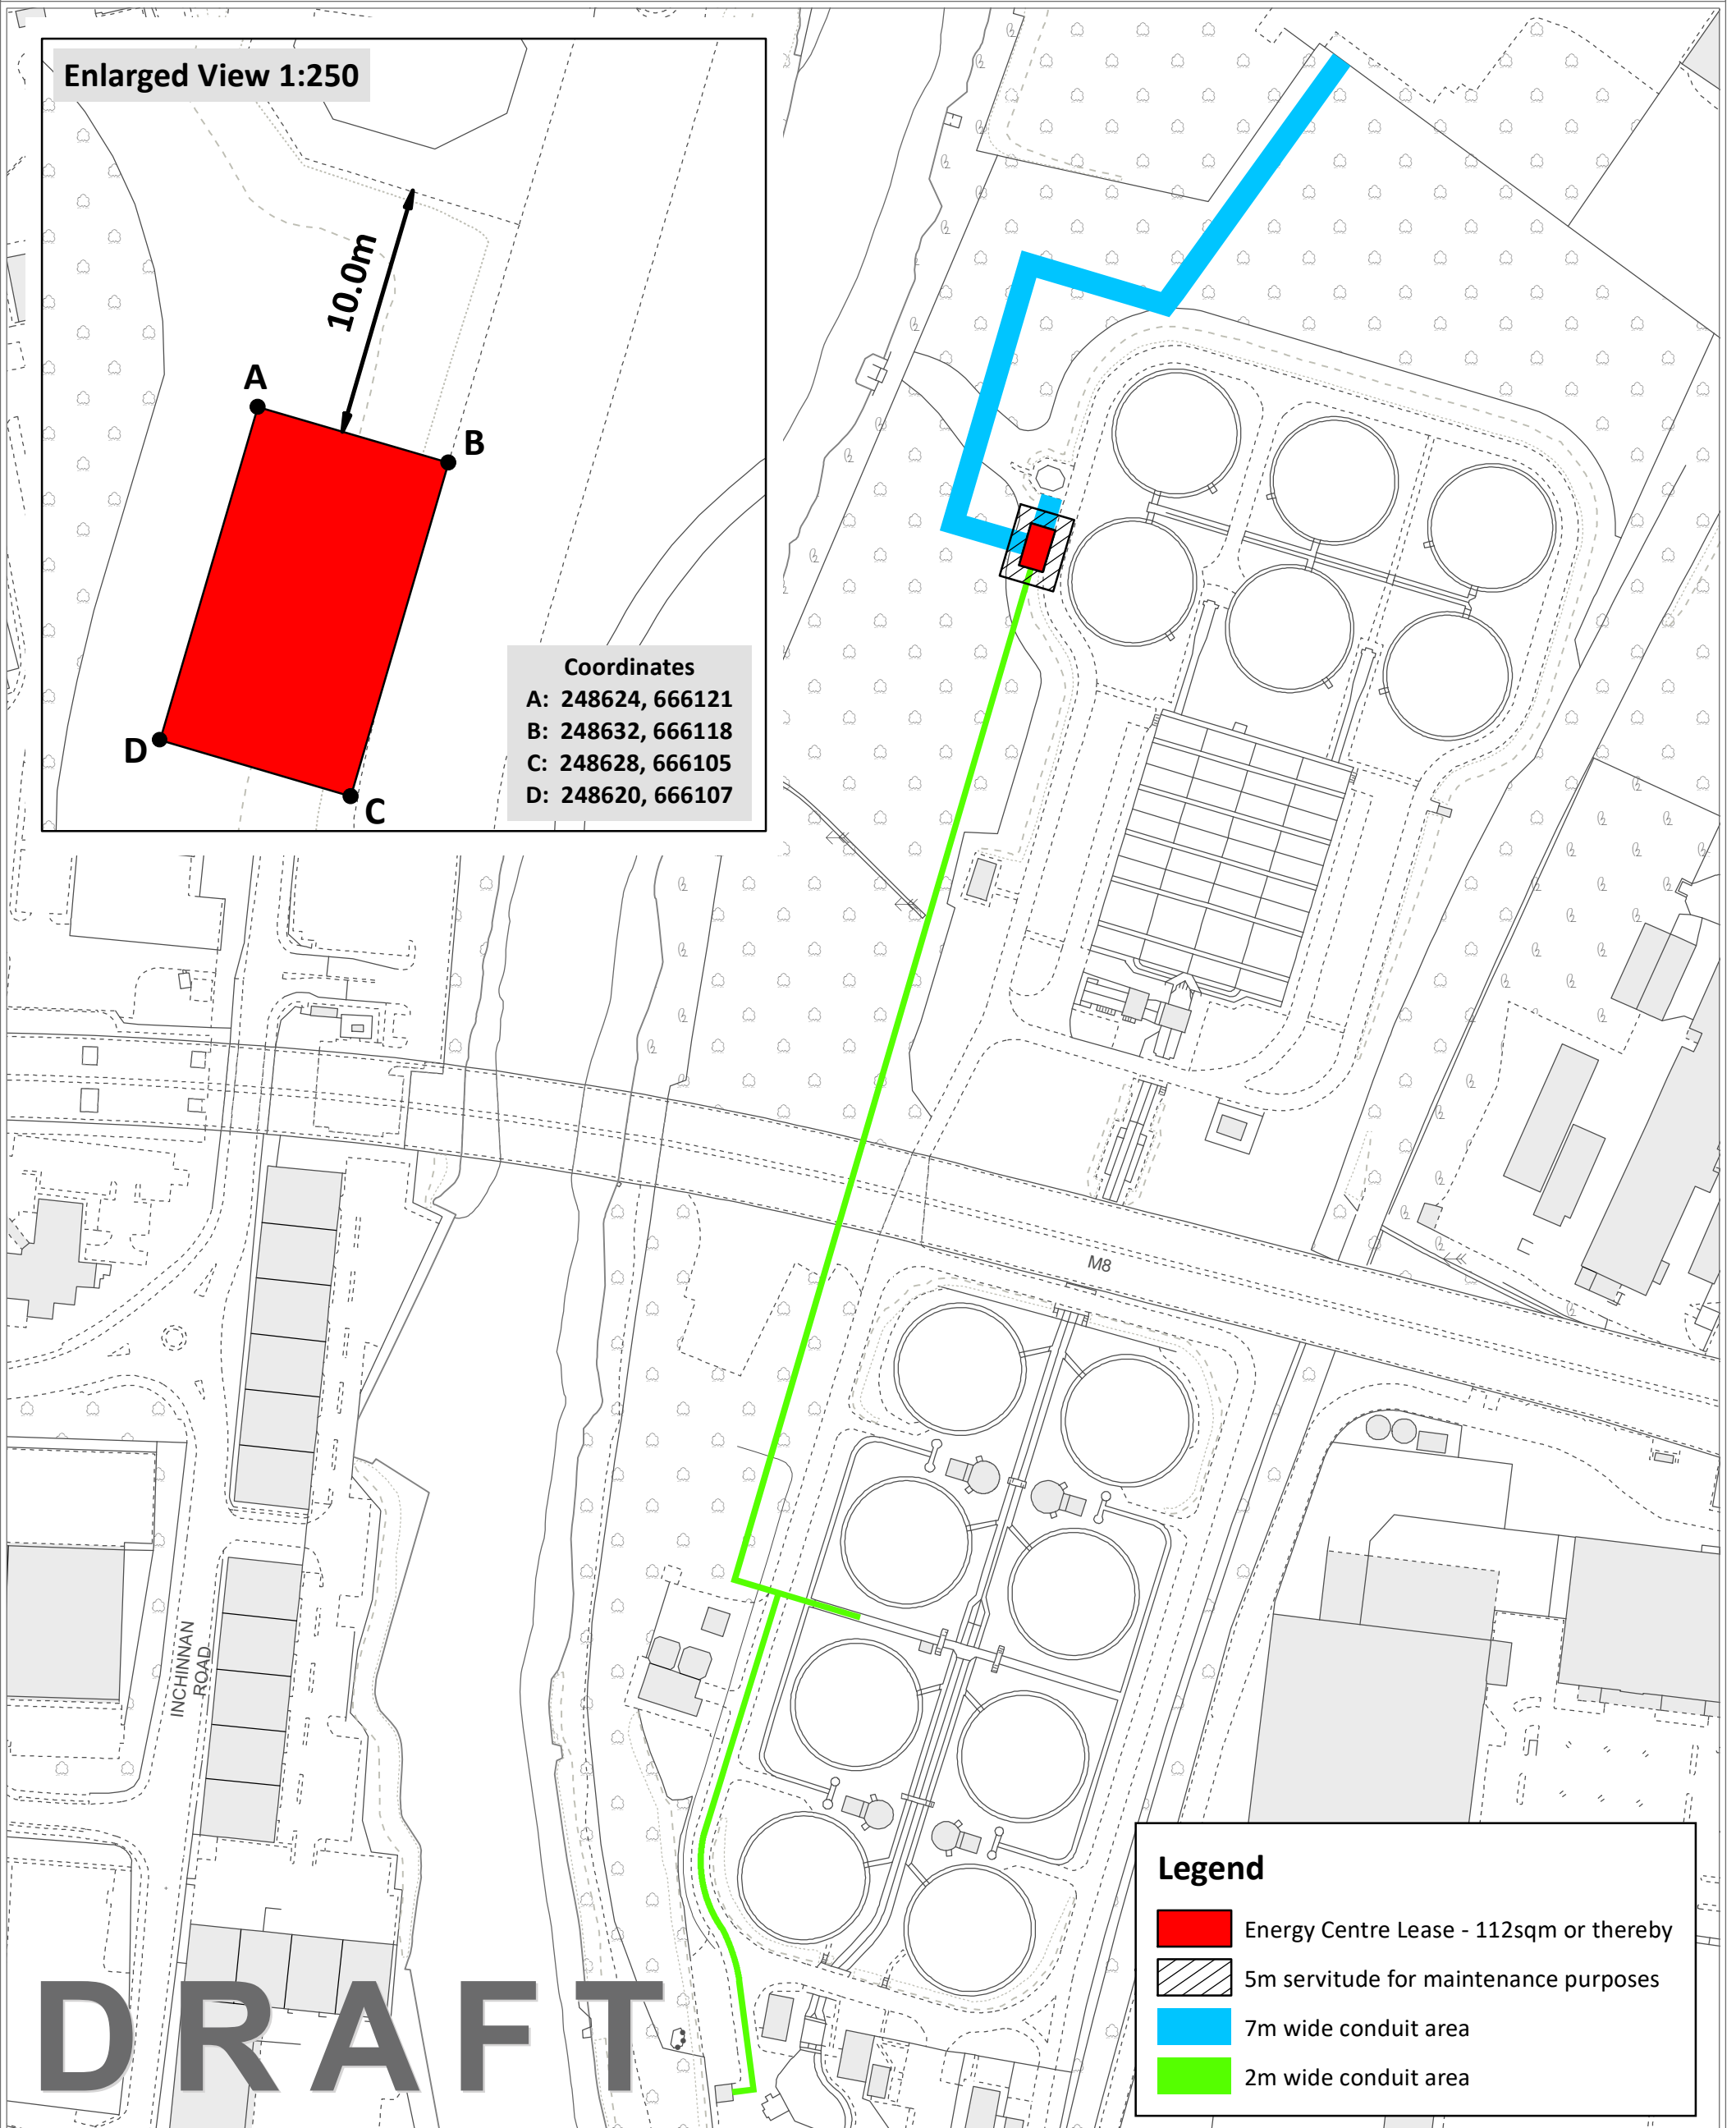 Enlarged View 1:250
10.0m
A
B
D
C
Coordinates
A: 248624, 666121
B: 248632, 666118
C: 248628, 666105
D: 248620, 666107
M8
INCHINNAN
ROAD
Legend
Energy Centre Lease - 112sqm or thereby
5m servitude for maintenance purposes
7m wide conduit area
2m wide conduit area
DRAFT